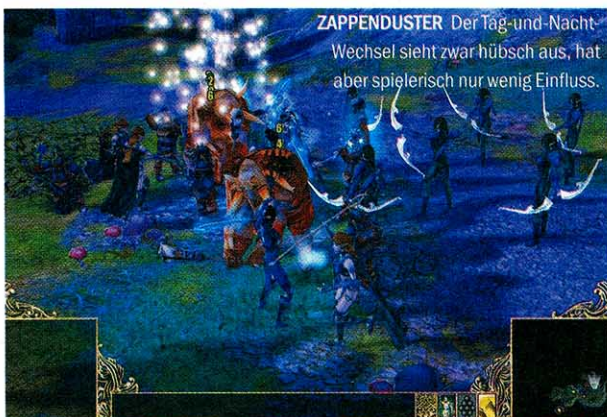 ZAPPENDUSTER Der Tag-und-Nacht-
Wechsel sieht zwar hübsch aus, hat
aber spielerisch nur wenig Einfluss.